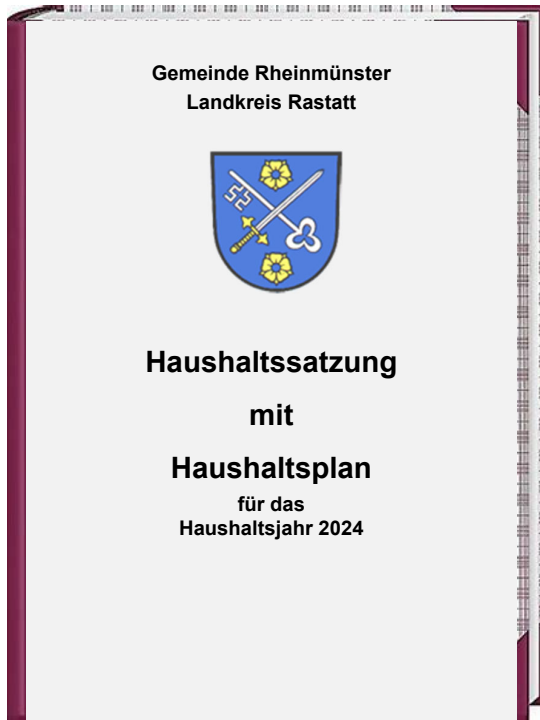 Gemeinde Rheinmünster
Landkreis Rastatt
Haushaltssatzung
mit
Haushaltsplan
für das
Haushaltsjahr 2024